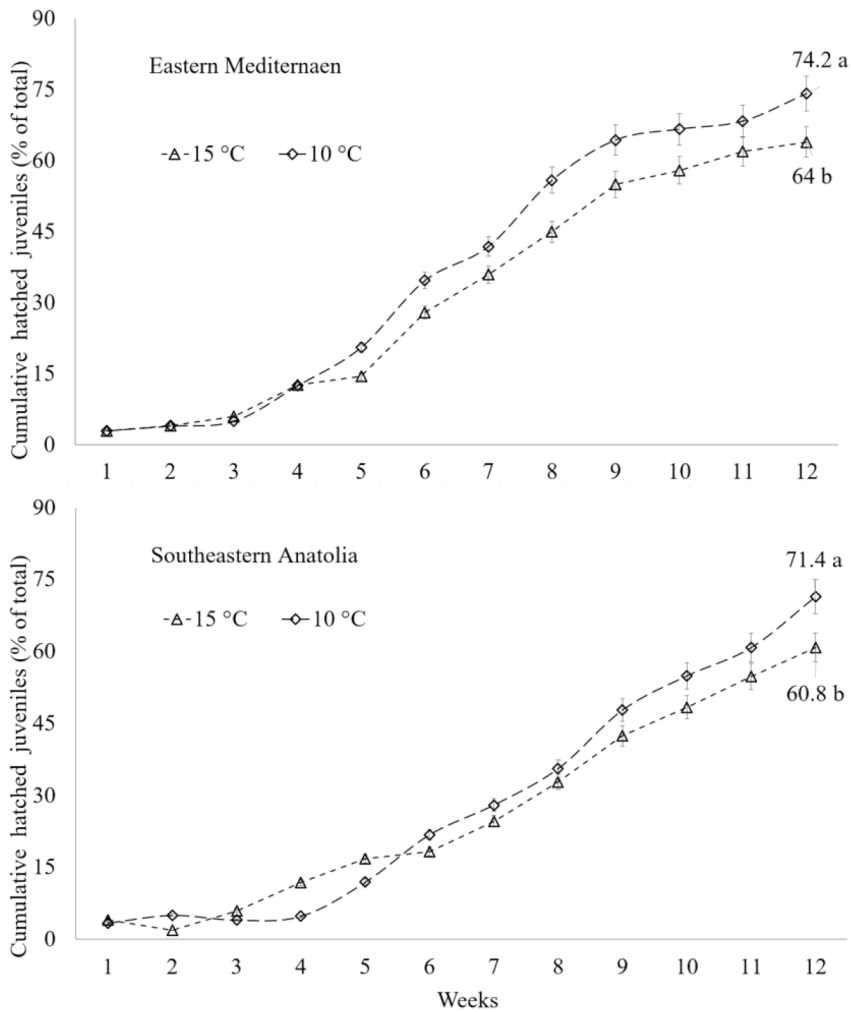 90
75
60
45
30
15
0
Cumulative hatched juveniles (% of total)
Eastern Mediternaen
15 °C 10 °C
74.2 a
64 b
1 2 3 4 5 6 7 8 9 10 11 12
90
75
60
45
30
15
0
Cumulative hatched juveniles (% of total)
Southeastern Anatolia
15 °C 10 °C
71.4 a
60.8 b
1 2 3 4 5 6 7 8 9 10 11 12
Weeks